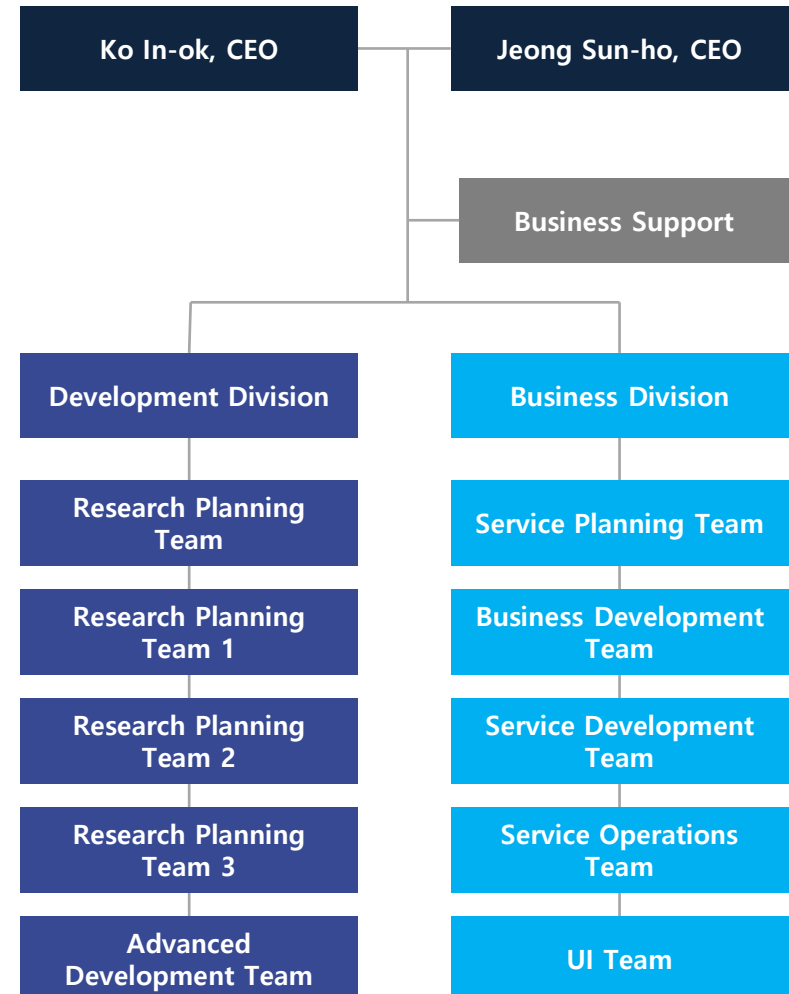 Ko In-ok, CEO
Jeong Sun-ho, CEO
Business Support
Development Division
Business Division
Research Planning
Team
Service Planning Team
Research Planning
Team 1
Business Development
Team
Research Planning
Team 2
Service Development
Team
Research Planning
Team 3
Service Operations
Team
Advanced
Development Team
UI Team